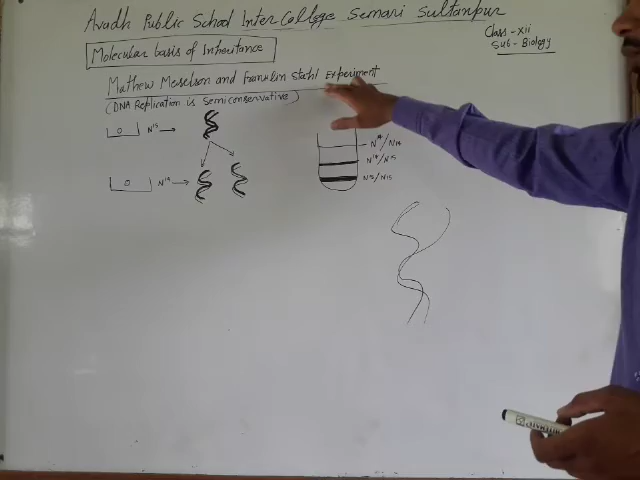 Avadh Public School Inter College Semari Sultanpur
Class - XII
Sub - Biology
Molecular basis of Inheritance
Mathew Meselson and Franklin Stahl Experiment
(DNA Replication is Semiconservative)
N15 →
N14/N14
N14/N15
N15/N15